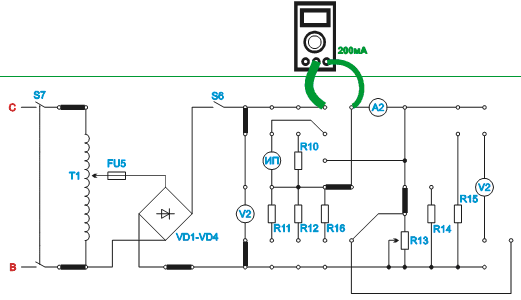 200мА
S7
S6
C
A2
FU5
R10
T1
ИП
V2
V2
R15
R11
R12
R16
R14
VD1-VD4
R13
B